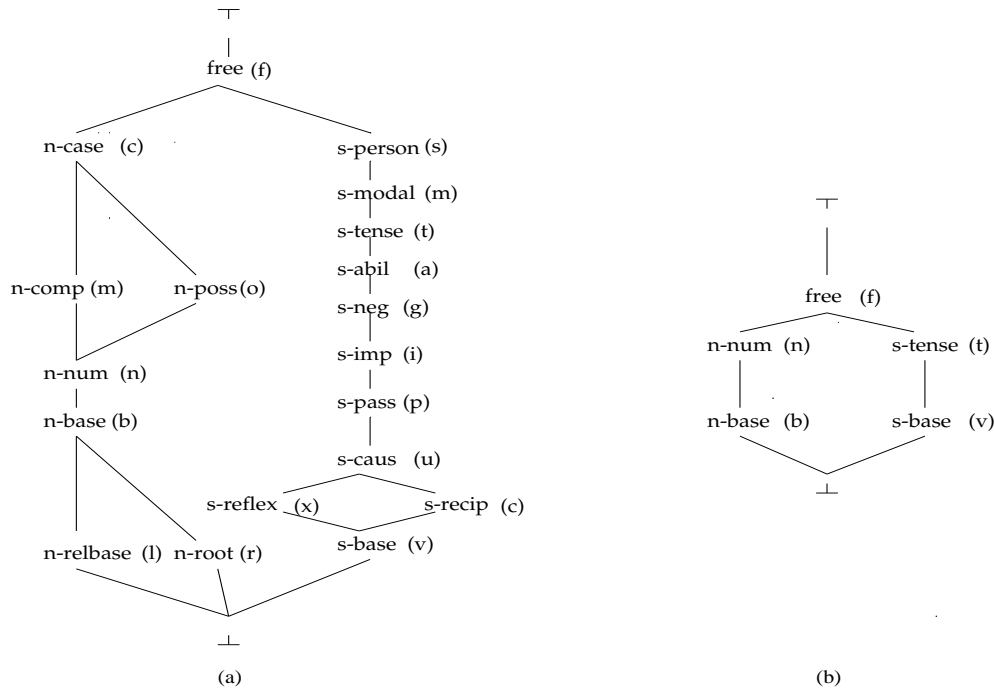 free (f)
n-case (c)
s-person (s)
s-modal (m)
s-tense (t)
s-abil (a)
n-comp (m)
n-poss (o)
s-neg (g)
s-imp (i)
n-num (n)
s-pass (p)
n-base (b)
s-caus (u)
s-reflex (x)
s-recip (c)
s-base (v)
n-relbase (l)
n-root (r)
(a)
free (f)
n-num (n)
s-tense (t)
n-base (b)
s-base (v)
(b)